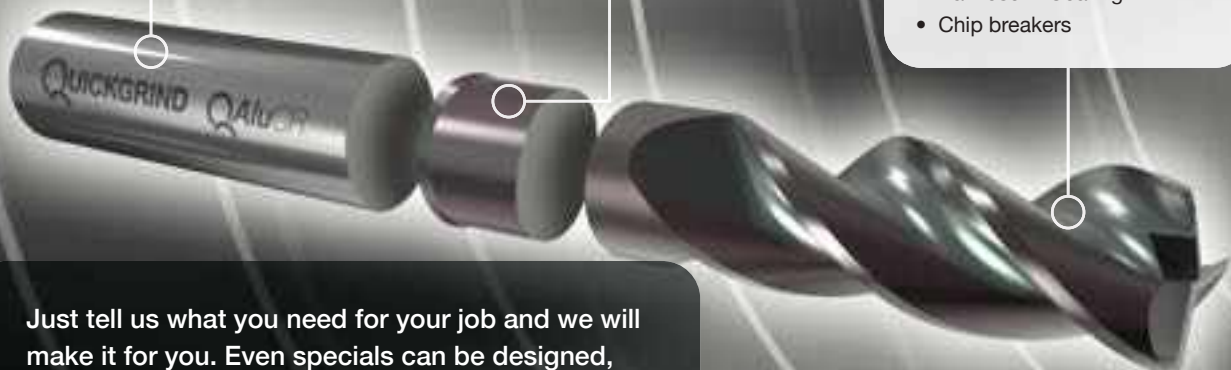 • Chip breakers
QUICKGRIND QAlu
Just tell us what you need for your job and we will
make it for you. Even specials can be designed,